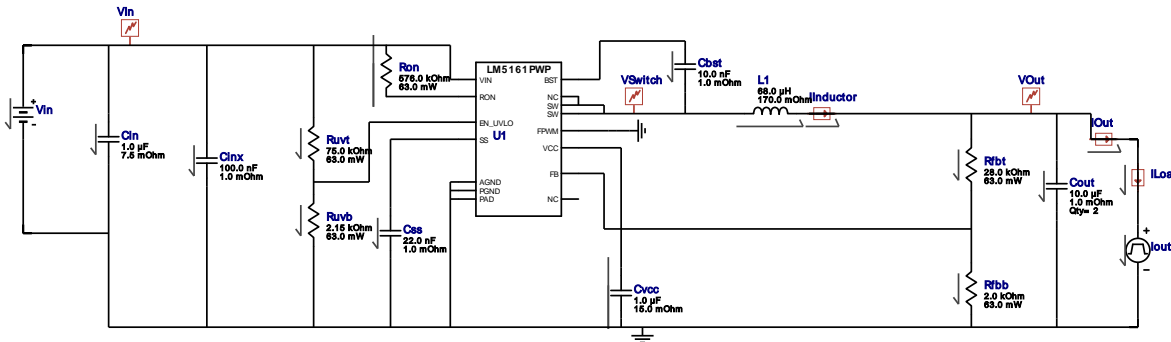 Vin
LM5161PWP
VIN
RON
EN_UVLO
SS
AGND
PGND
PAD
BST
NC
SW
SW
FPWM
VCC
FB
NC
U1
Vin
+
-
Cin
1.0 µF
7.5 mOhm
Cinx
100.0 nF
1.0 mOhm
Ron
576.0 kOhm
63.0 mW
Ruvt
75.0 kOhm
63.0 mW
Ruvb
2.15 kOhm
63.0 mW
Css
22.0 nF
1.0 mOhm
Cbst
10.0 nF
1.0 mOhm
VSwitch
L1
68.0 µH
170.0 mOhm
IInductor
Cvcc
1.0 µF
15.0 mOhm
VOut
IOut
Rfbt
28.0 kOhm
63.0 mW
Cout
10.0 µF
1.0 mOhm
Qty= 2
ILoa
Rfbb
2.0 kOhm
63.0 mW
+
Iout
-